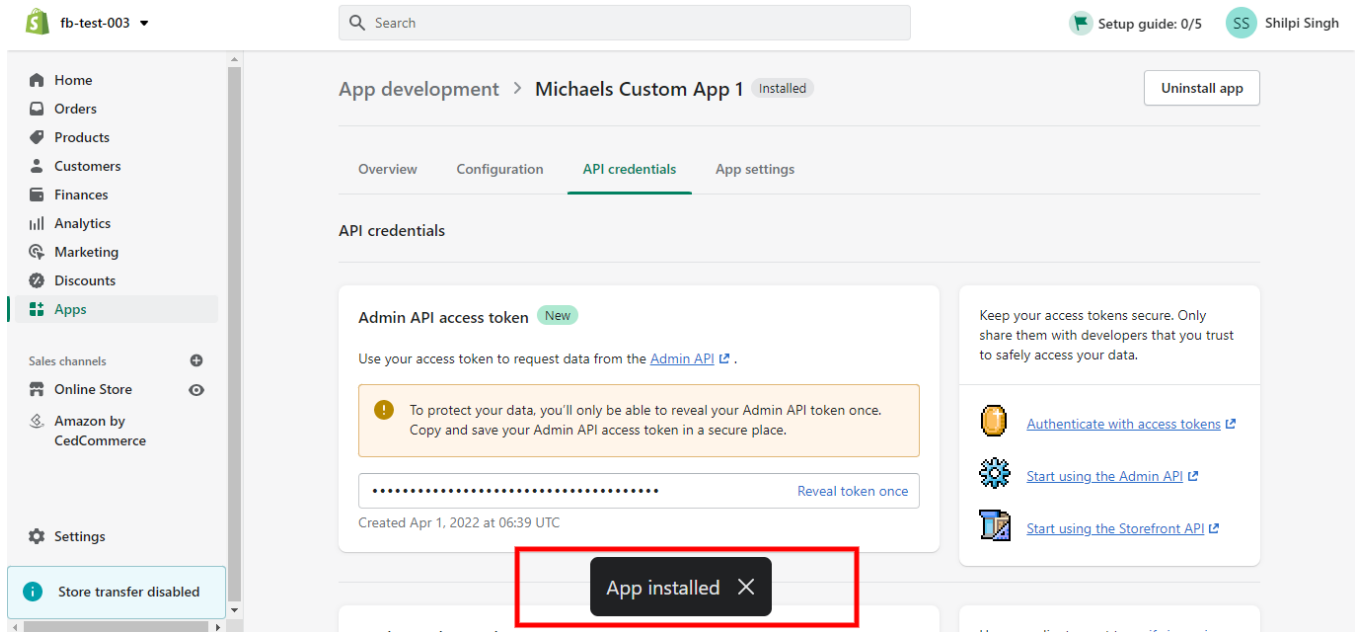 fb-test-003
Search
Setup guide: 0/5
SS
Shilpi Singh
Home
Orders
Products
Customers
Finances
Analytics
Marketing
Discounts
Apps
Sales channels
Online Store
Amazon by
CedCommerce
Settings
Store transfer disabled
App development > Michaels Custom App 1 Installed
Uninstall app
Overview
Configuration
API credentials
App settings
API credentials
Admin API access token New
Use your access token to request data from the Admin API .
To protect your data, you'll only be able to reveal your Admin API token once.
Copy and save your Admin API access token in a secure place.
Reveal token once
Created Apr 1, 2022 at 06:39 UTC
Keep your access tokens secure. Only
share them with developers that you trust
to safely access your data.
Authenticate with access tokens
Start using the Admin API
Start using the Storefront API
App installed